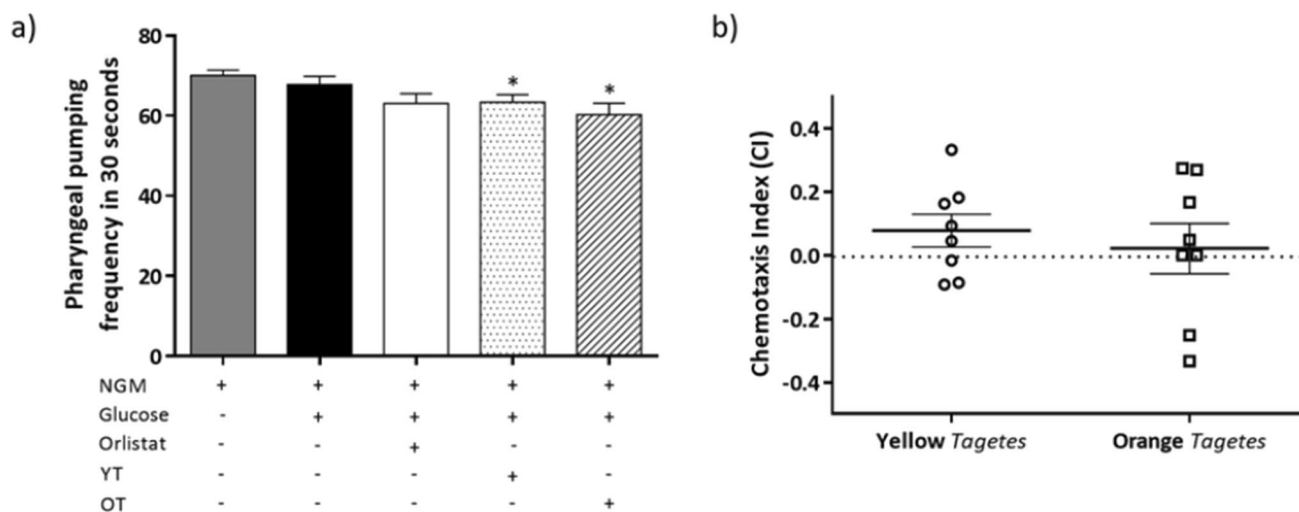 a)
Pharyngeal pumping
frequency in 30 seconds
80
60
40
20
0
* *
NGM + + + + +
Glucose - + + + +
Orlistat - - + - -
YT - - - + -
OT - - - - +
b)
Chemotaxis Index (CI)
0.4
0.2
0.0
-0.2
-0.4
Yellow Tagetes
Orange Tagetes